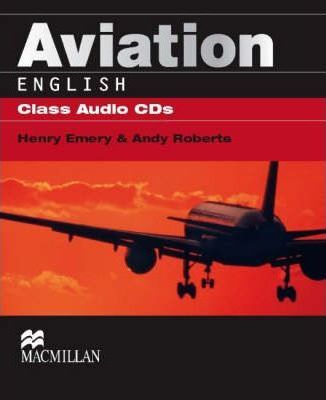 Aviation
ENGLISH
Class Audio CDs
Henry Emery & Andy Roberts
MACMILLAN